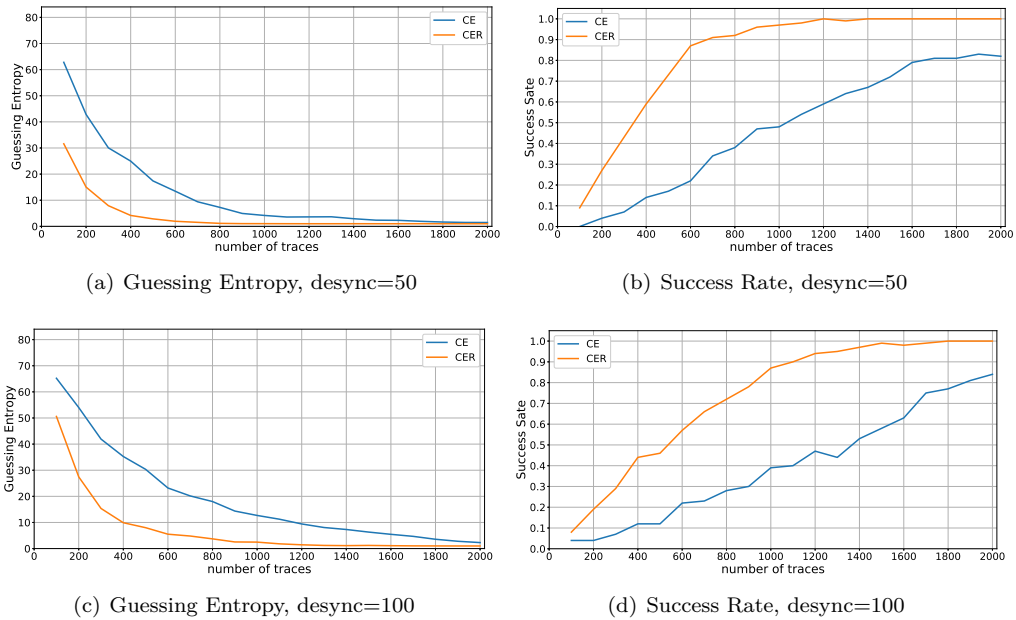 80
70
60
50
40
30
20
10
0
Guessing Entropy
CE
CER
0 200 400 600 800 1000 1200 1400 1600 1800 2000
number of traces
(a) Guessing Entropy, desync=50
1.0
0.9
0.8
0.7
0.6
0.5
0.4
0.3
0.2
0.1
0.0
Success Sate
CE
CER
0 200 400 600 800 1000 1200 1400 1600 1800 2000
number of traces
(b) Success Rate, desync=50
80
70
60
50
40
30
20
10
0
Guessing Entropy
CE
CER
0 200 400 600 800 1000 1200 1400 1600 1800 2000
number of traces
(c) Guessing Entropy, desync=100
1.0
0.9
0.8
0.7
0.6
0.5
0.4
0.3
0.2
0.1
0.0
Success Sate
CE
CER
0 200 400 600 800 1000 1200 1400 1600 1800 2000
number of traces
(d) Success Rate, desync=100